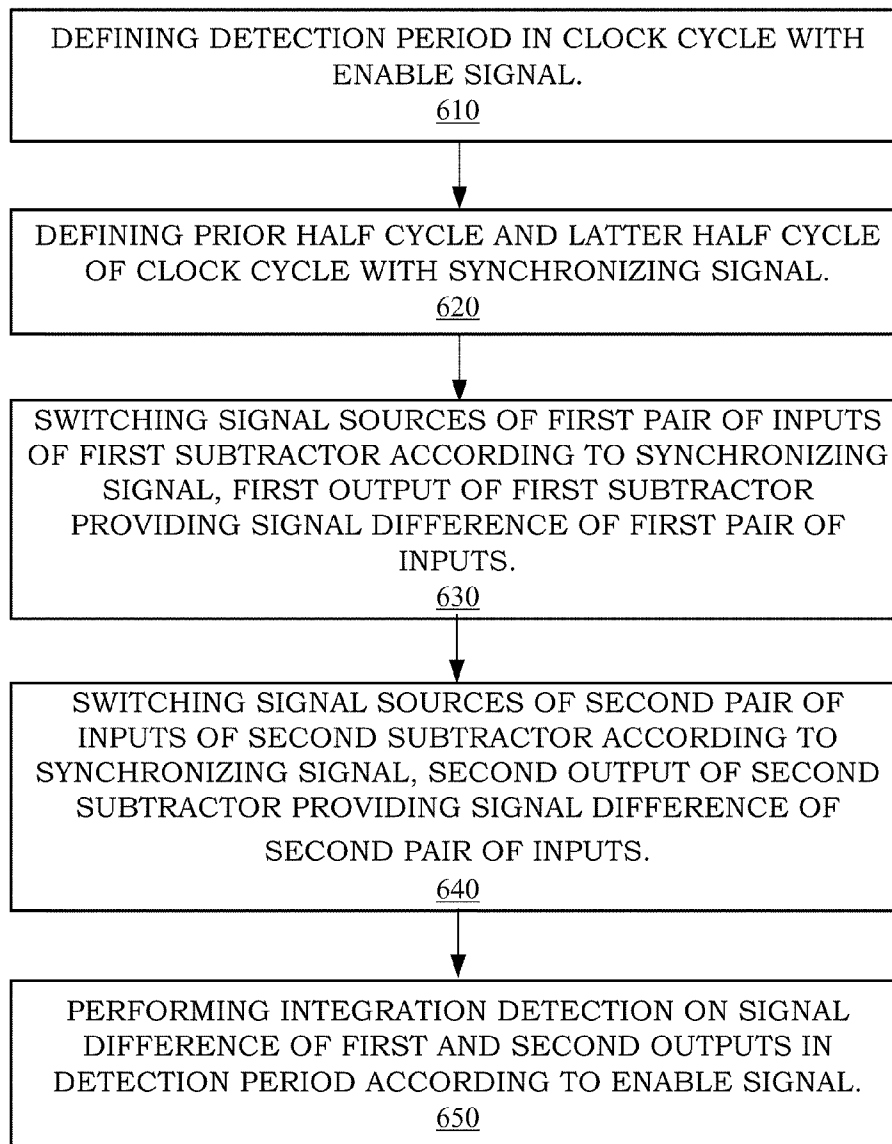 DEFINING DETECTION PERIOD IN CLOCK CYCLE WITH
ENABLE SIGNAL.
610
DEFINING PRIOR HALF CYCLE AND LATTER HALF CYCLE
OF CLOCK CYCLE WITH SYNCHRONIZING SIGNAL.
620
SWITCHING SIGNAL SOURCES OF FIRST PAIR OF INPUTS
OF FIRST SUBTRACTOR ACCORDING TO SYNCHRONIZING
SIGNAL, FIRST OUTPUT OF FIRST SUBTRACTOR
PROVIDING SIGNAL DIFFERENCE OF FIRST PAIR OF
INPUTS.
630
SWITCHING SIGNAL SOURCES OF SECOND PAIR OF
INPUTS OF SECOND SUBTRACTOR ACCORDING TO
SYNCHRONIZING SIGNAL, SECOND OUTPUT OF SECOND
SUBTRACTOR PROVIDING SIGNAL DIFFERENCE OF
SECOND PAIR OF INPUTS.
640
PERFORMING INTEGRATION DETECTION ON SIGNAL
DIFFERENCE OF FIRST AND SECOND OUTPUTS IN
DETECTION PERIOD ACCORDING TO ENABLE SIGNAL.
650